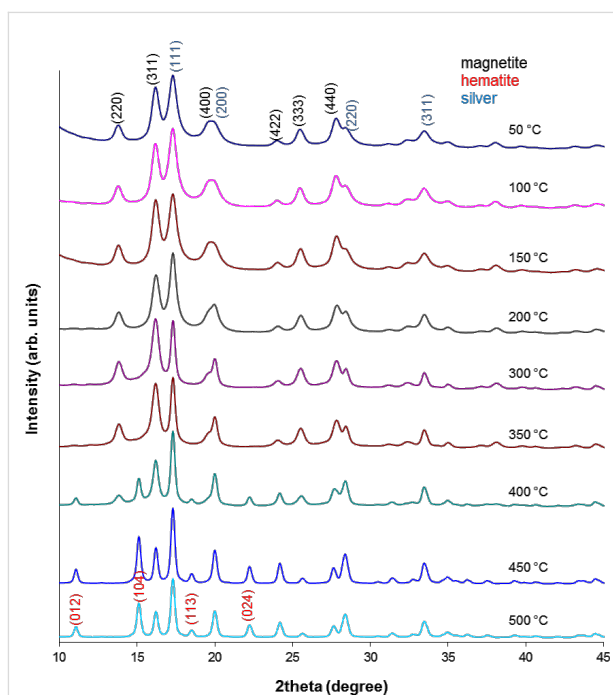 magnetite
hematite
silver
(220)
(311)
(111)
(400)
(200)
(422)
(333)
(440)
(220)
(311)
50 °C
100 °C
150 °C
200 °C
300 °C
350 °C
400 °C
450 °C
500 °C
(012)
(104)
(113)
(024)
Intensity (arb. units)
10 15 20 25 30 35 40 45
2theta (degree)